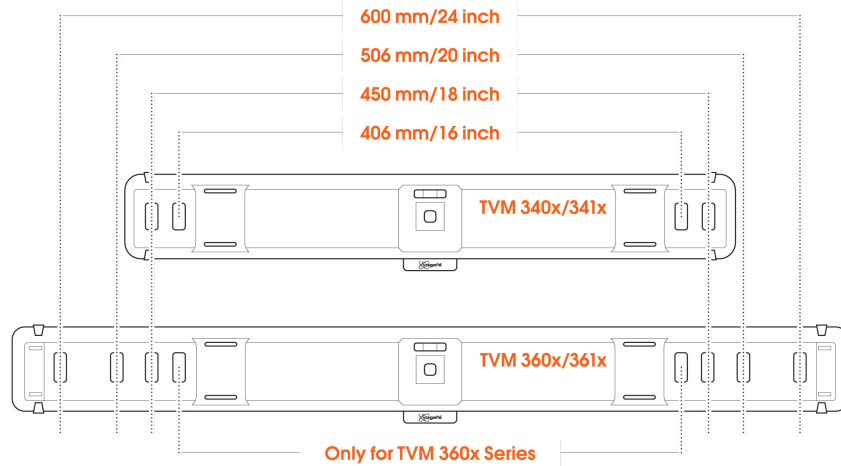 600 mm/24 inch
506 mm/20 inch
450 mm/18 inch
406 mm/16 inch
TVM 340x/341x
TVM 360x/361x
Only for TVM 360x Series